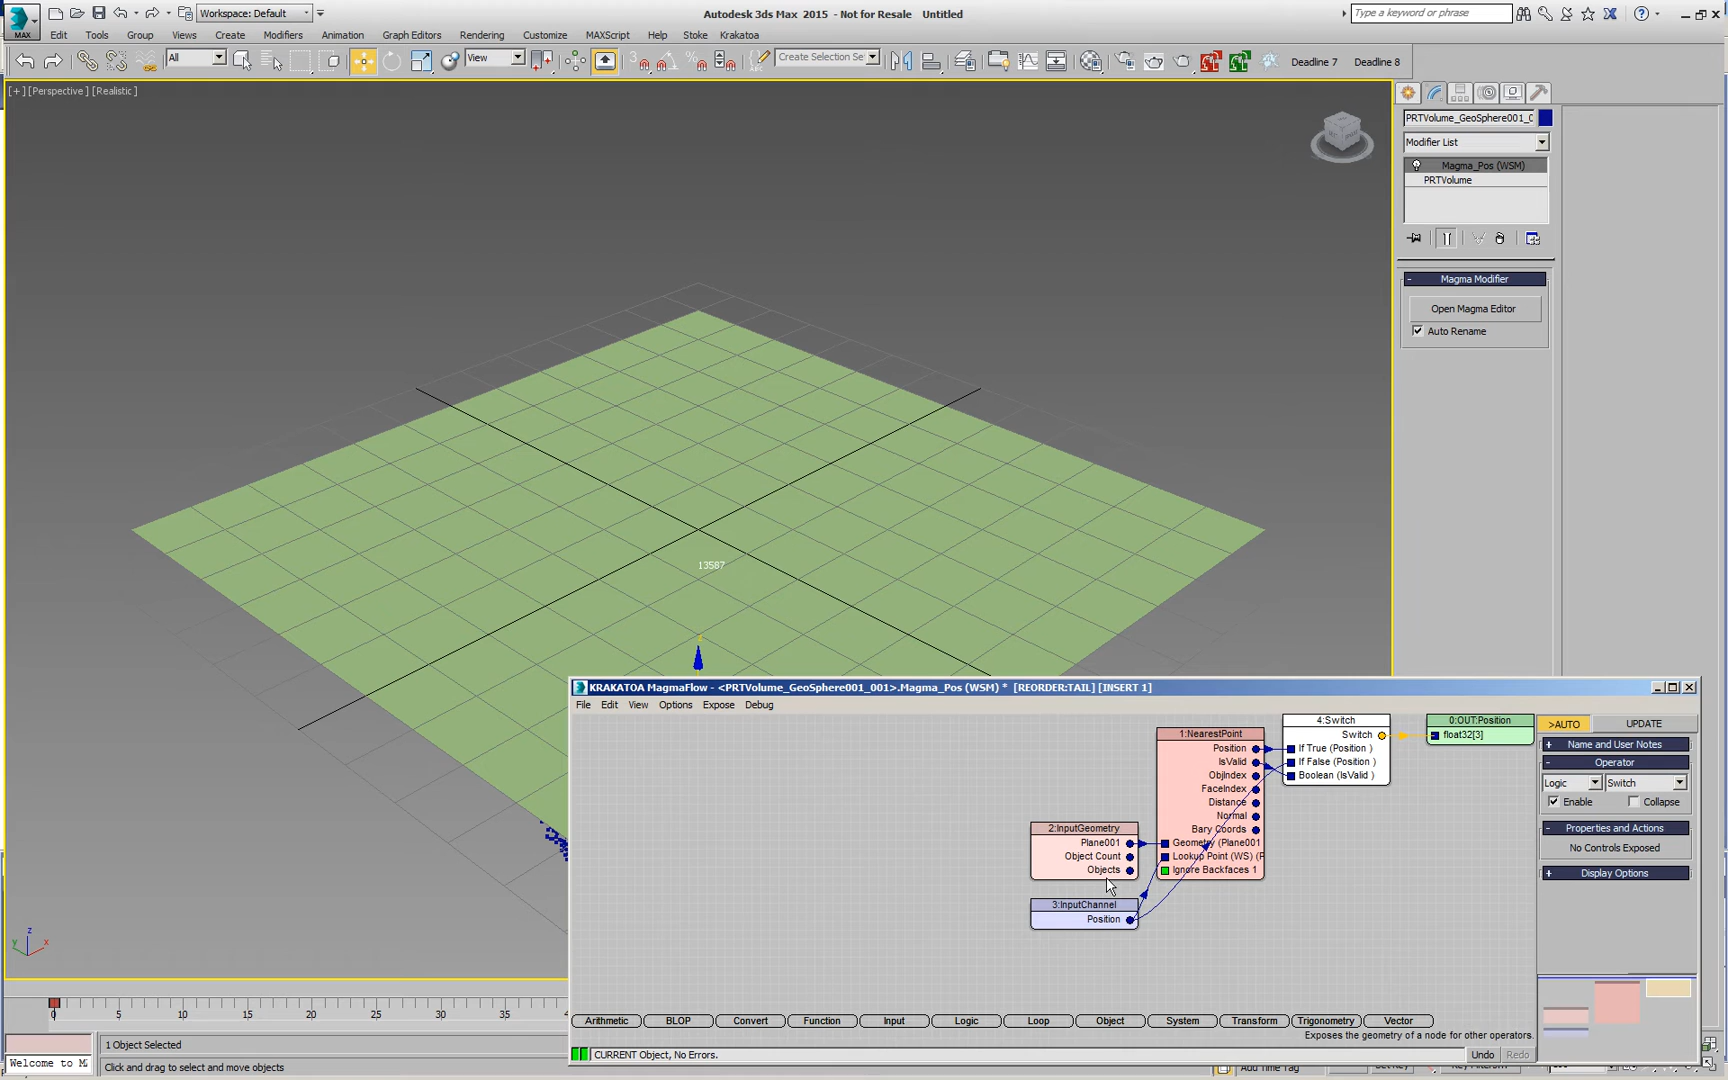 Workspace: Default
Autodesk 3ds Max 2015 - Not for Resale Untitled
Type a keyword or phrase
MAX
Edit Tools Group Views Create Modifiers Animation Graph Editors Rendering Customize MAXScript Help Stoke Krakatoa
All
View
Create Selection Se
Deadline 7 Deadline 8
[+] [Perspective] [Realistic]
PRTVolume_GeoSphere001_0
Modifier List
Magma_Pos (WSM)
PRTVolume
- Magma Modifier
Open Magma Editor
Auto Rename
13587
z
y x
z
KRAKATOA MagmaFlow - <PRTVolume_GeoSphere001_001>.Magma_Pos (WSM) * [REORDER:TAIL] [INSERT 1]
File Edit View Options Expose Debug
1:NearestPoint
Position
IsValid
ObjIndex
FaceIndex
Distance
Normal
Bary Coords
Geometry (Plane001
Lookup Point (WS) (P
Ignore Backfaces 1
4:Switch
Switch
If True (Position )
If False (Position )
Boolean (IsValid )
0:OUT:Position
float32[3]
2:InputGeometry
Plane001
Object Count
Objects
3:InputChannel
Position
>AUTO UPDATE
+ Name and User Notes
- Operator
Logic Switch
Enable Collapse
- Properties and Actions
No Controls Exposed
+ Display Options
Arithmetic BLOP Convert Function Input Logic Loop Object System Transform Trigonometry Vector
Exposes the geometry of a node for other operators.
CURRENT Object, No Errors.
Undo Redo
0 5 10 15 20 25 30 35
1 Object Selected
Welcome to M
Click and drag to select and move objects
Add Time Tag